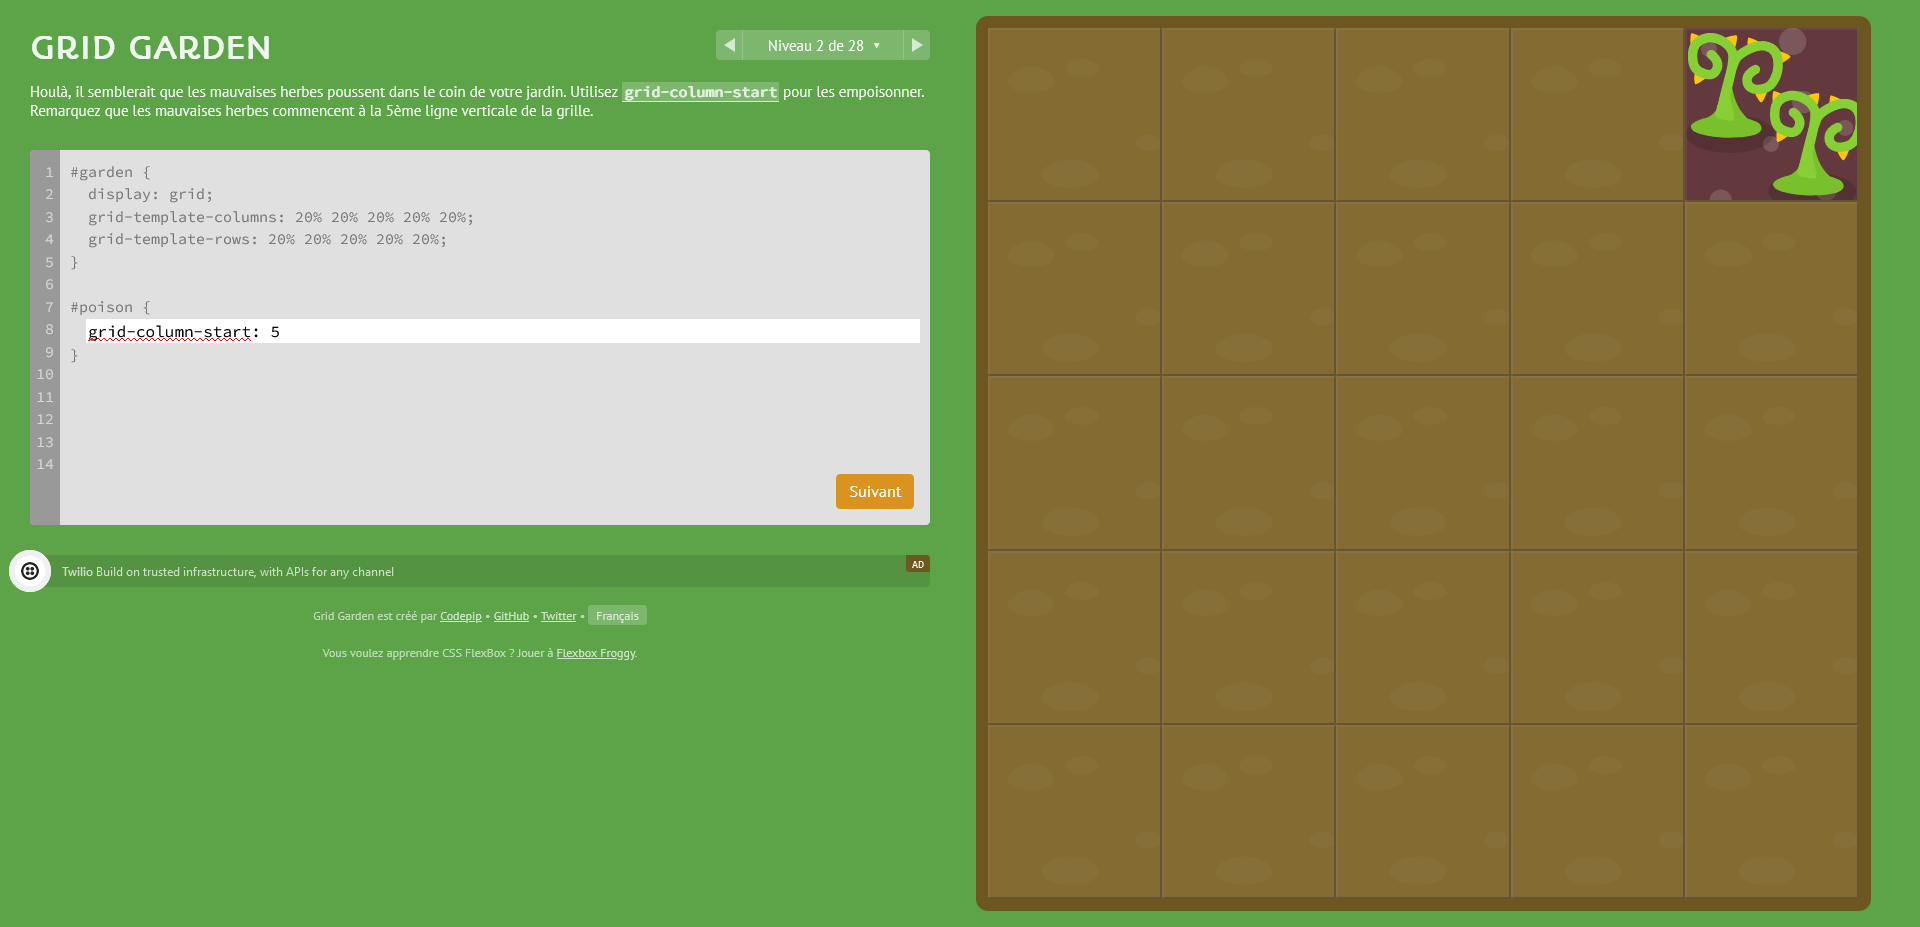 GRID GARDEN
Niveau 2 de 28 ▾
Houlà, il semblerait que les mauvaises herbes poussent dans le coin de votre jardin. Utilisez grid-column-start pour les empoisonner.
Remarquez que les mauvaises herbes commencent à la 5ème ligne verticale de la grille.
1 #garden {
2 display: grid;
3 grid-template-columns: 20% 20% 20% 20% 20%;
4 grid-template-rows: 20% 20% 20% 20% 20%;
5 }
6
7 #poison {
8 grid-column-start: 5
9 }
10
11
12
13
14
Suivant
Twilio Build on trusted infrastructure, with APIs for any channel
AD
Grid Garden est créé par Codepip • GitHub • Twitter • Français
Vous voulez apprendre CSS FlexBox ? Jouer à Flexbox Froggy.